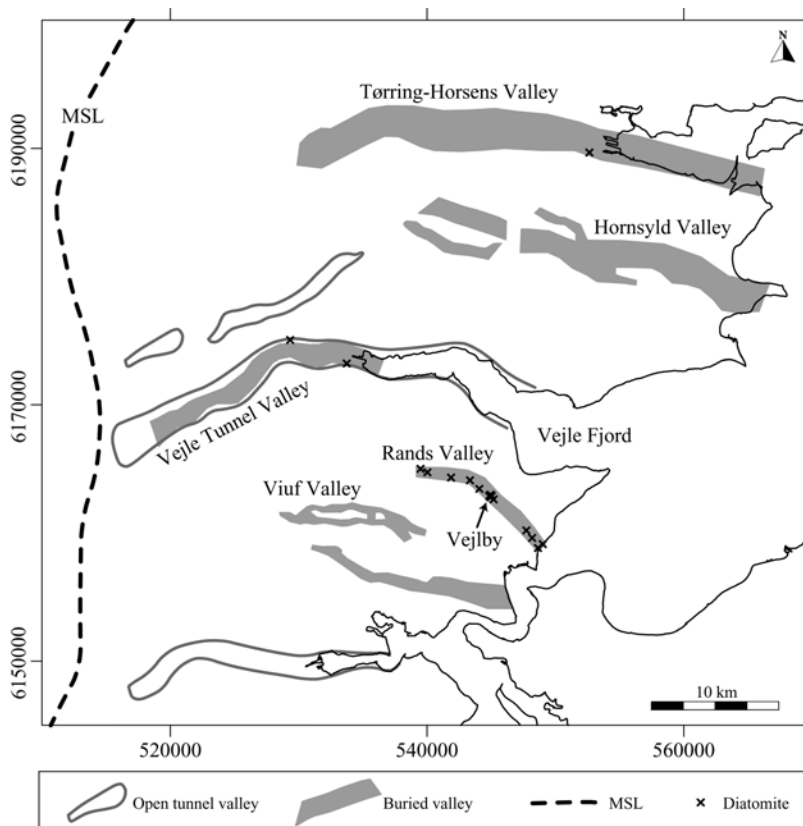 N
MSL
Tørring-Horsens Valley
Hornsyld Valley
Vejle Tunnel Valley
Vejle Fjord
Rands Valley
Viuf Valley
Vejlby
6190000
6170000
6150000
10 km
520000
540000
560000
Open tunnel valley
Buried valley
MSL
Diatomite